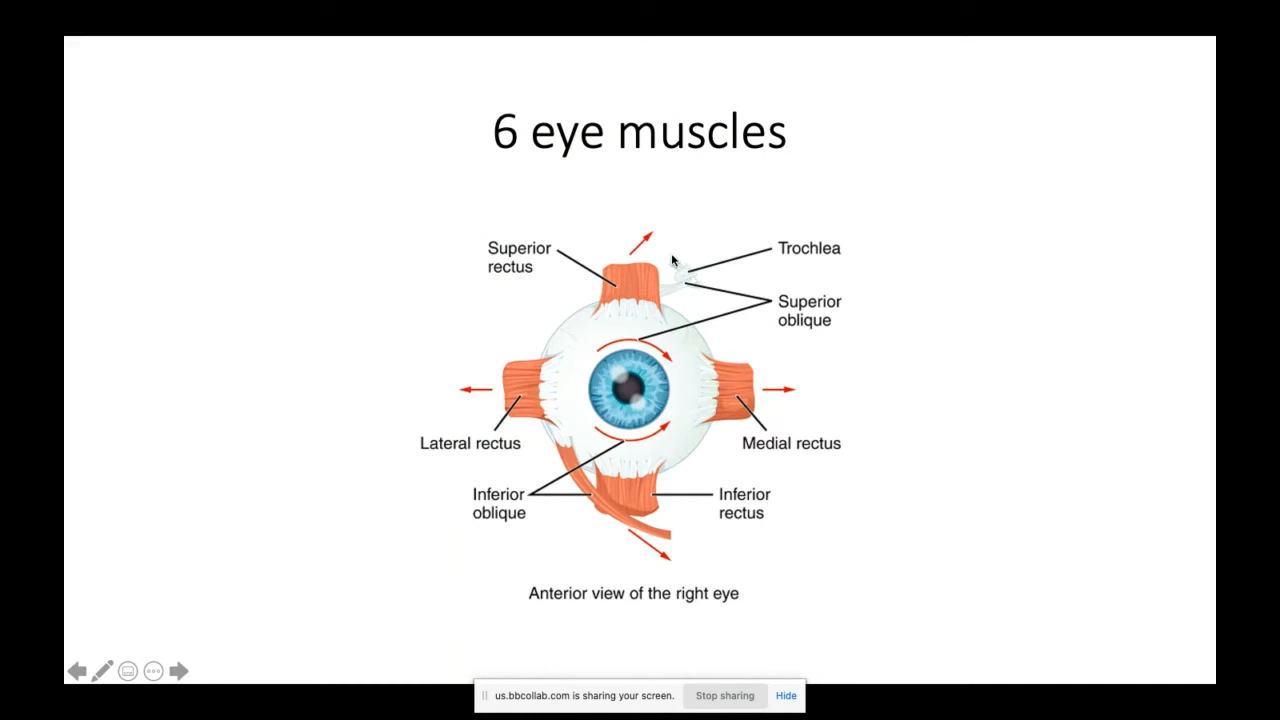 6 eye muscles
Superior
rectus
Trochlea
Superior
oblique
Lateral rectus
Medial rectus
Inferior
oblique
Inferior
rectus
Anterior view of the right eye
us.bbcollab.com is sharing your screen.
Stop sharing
Hide